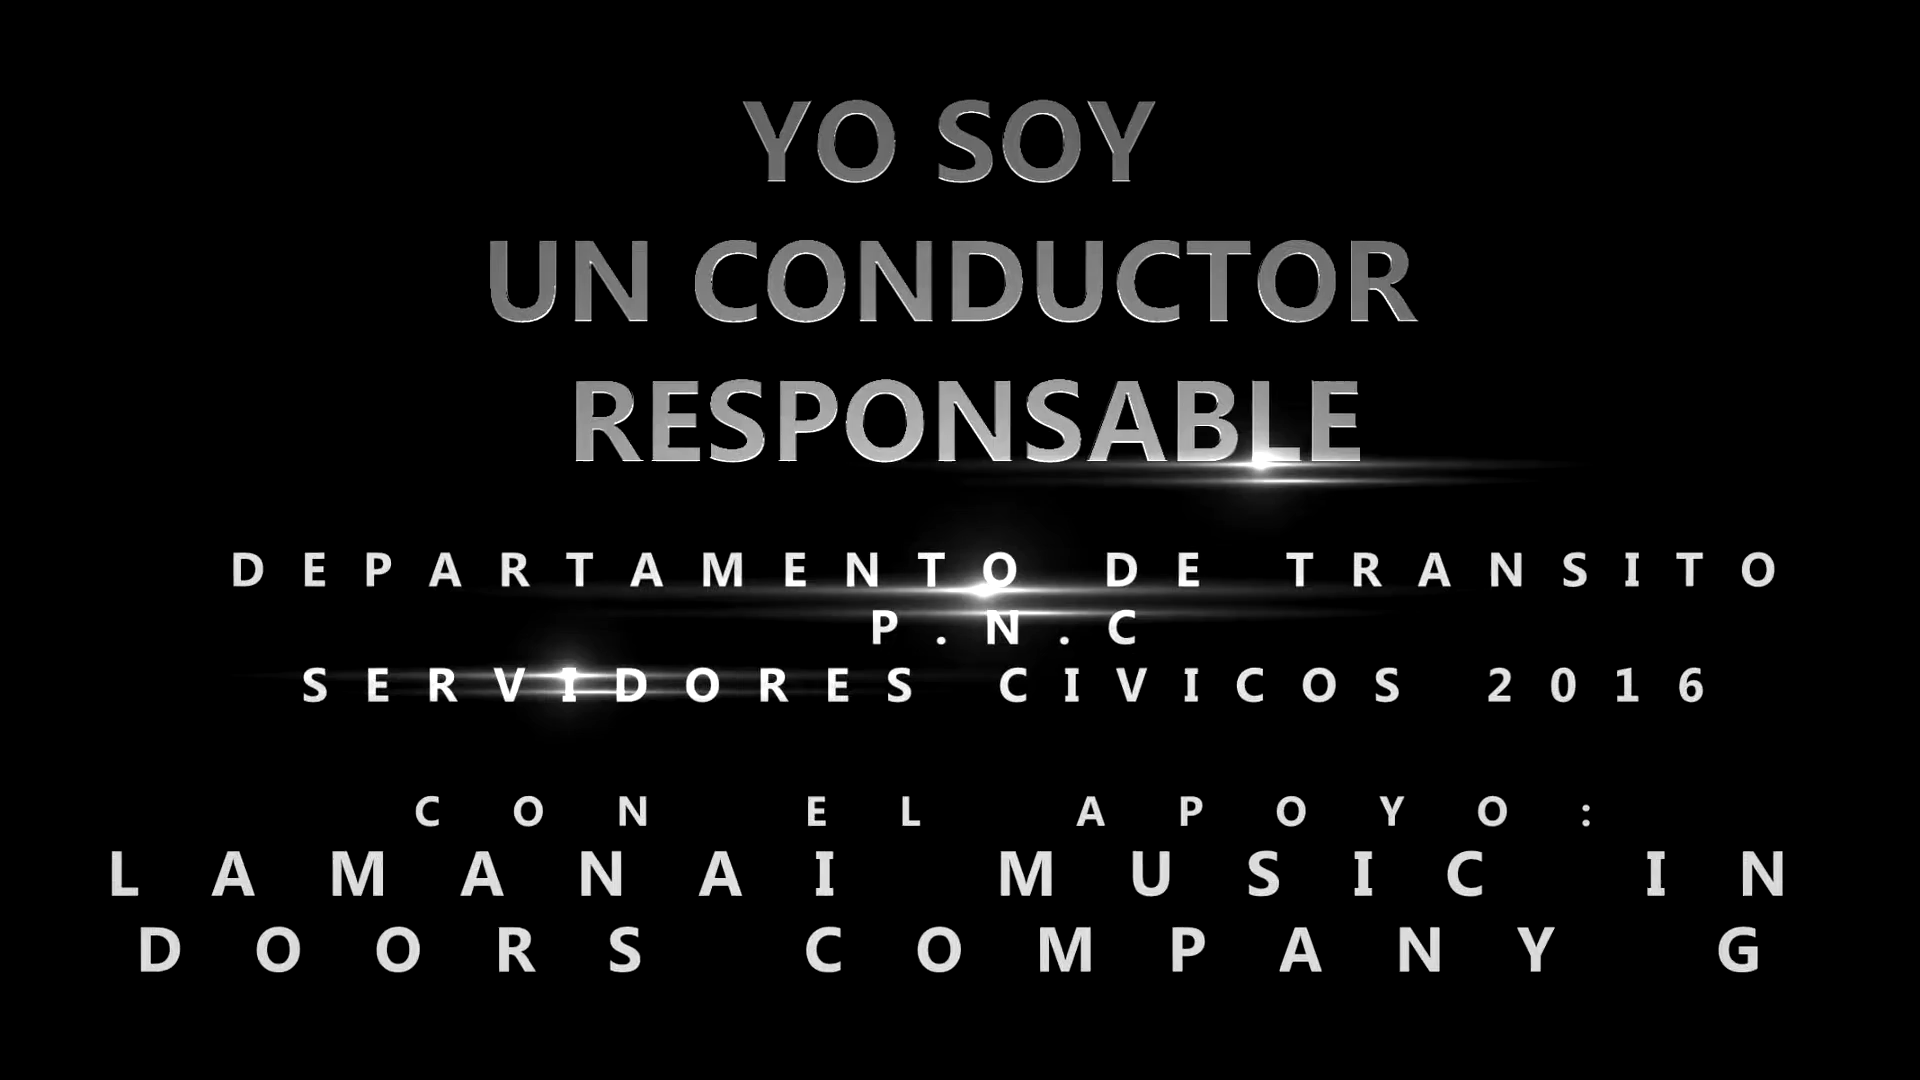 YO SOY
UN CONDUCTOR
RESPONSABLE
DEPARTAMENTO DE TRANSITO
P.N.C
SERVIDORES CIVICOS 2016
CON EL APOYO:
LAMANAI MUSIC IN
DOORS COMPANY G